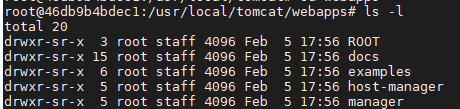 root@46db9b4bdec1:/usr/local/tomcat/webapps# ls -l
total 20
drwxr-sr-x  3 root staff 4096 Feb  5 17:56 ROOT
drwxr-sr-x 15 root staff 4096 Feb  5 17:56 docs
drwxr-sr-x  6 root staff 4096 Feb  5 17:56 examples
drwxr-sr-x  5 root staff 4096 Feb  5 17:56 host-manager
drwxr-sr-x  5 root staff 4096 Feb  5 17:56 manager